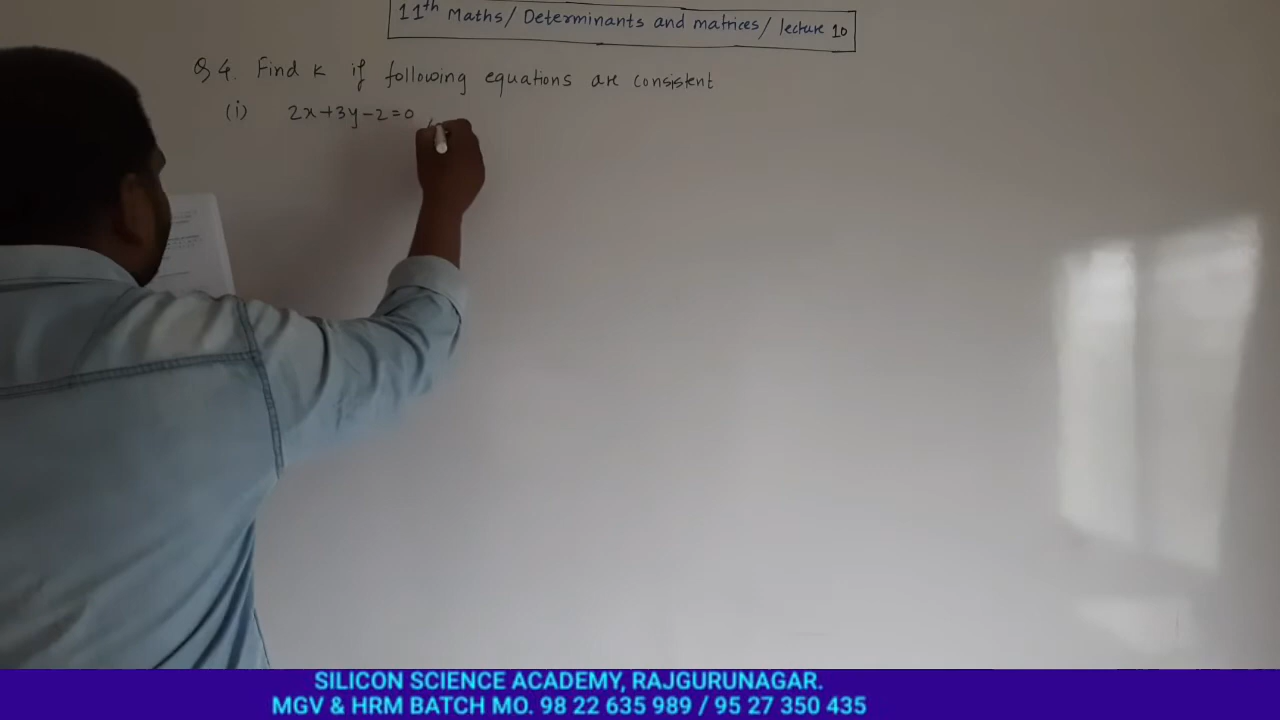 11th Maths/ Determinants and matrices/ lecture 10
Q 4. Find k if following equations are consistent
(i) 2x+3y-2=0
SILICON SCIENCE ACADEMY, RAJGURUNAGAR.
MGV & HRM BATCH MO. 98 22 635 989 / 95 27 350 435